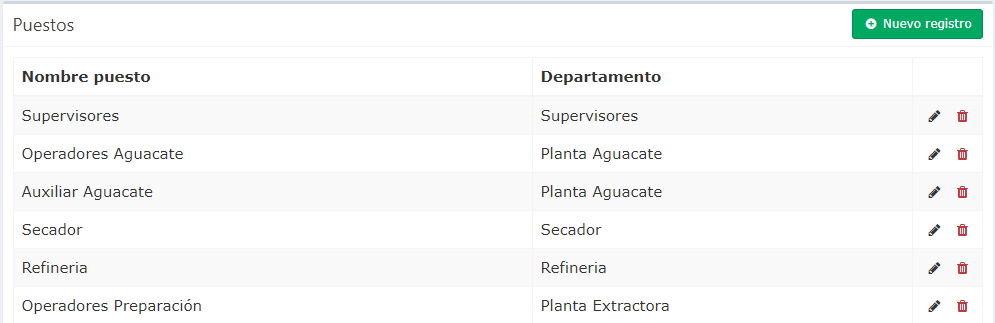 Puestos
Nuevo registro
Nombre puesto Departamento
Supervisores Supervisores
Operadores Aguacate Planta Aguacate
Auxiliar Aguacate Planta Aguacate
Secador Secador
Refineria Refineria
Operadores Preparación Planta Extractora